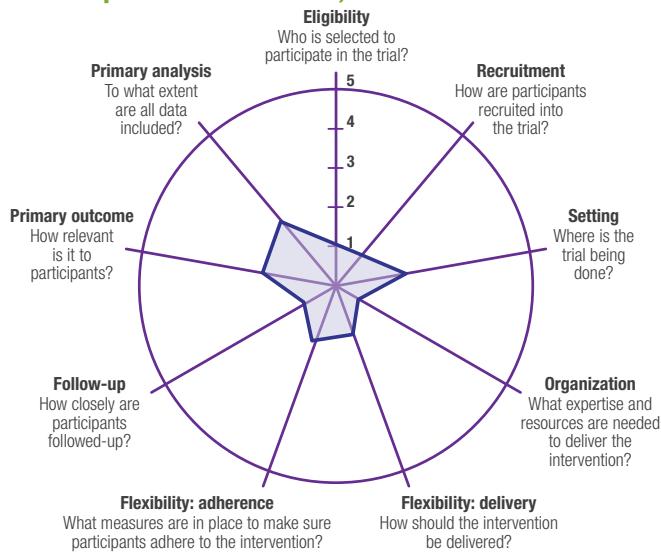 Eligibility
Who is selected to
participate in the trial?
Primary analysis
To what extent
are all data
included?
Recruitment
How are participants
recruited into
the trial?
5
4
3
2
1
Primary outcome
How relevant
is it to
participants?
Setting
Where is the
trial being
done?
Follow-up
How closely are
participants
followed-up?
Organization
What expertise and
resources are needed
to deliver the
intervention?
Flexibility: adherence
What measures are in place to make sure
participants adhere to the intervention?
Flexibility: delivery
How should the intervention
be delivered?